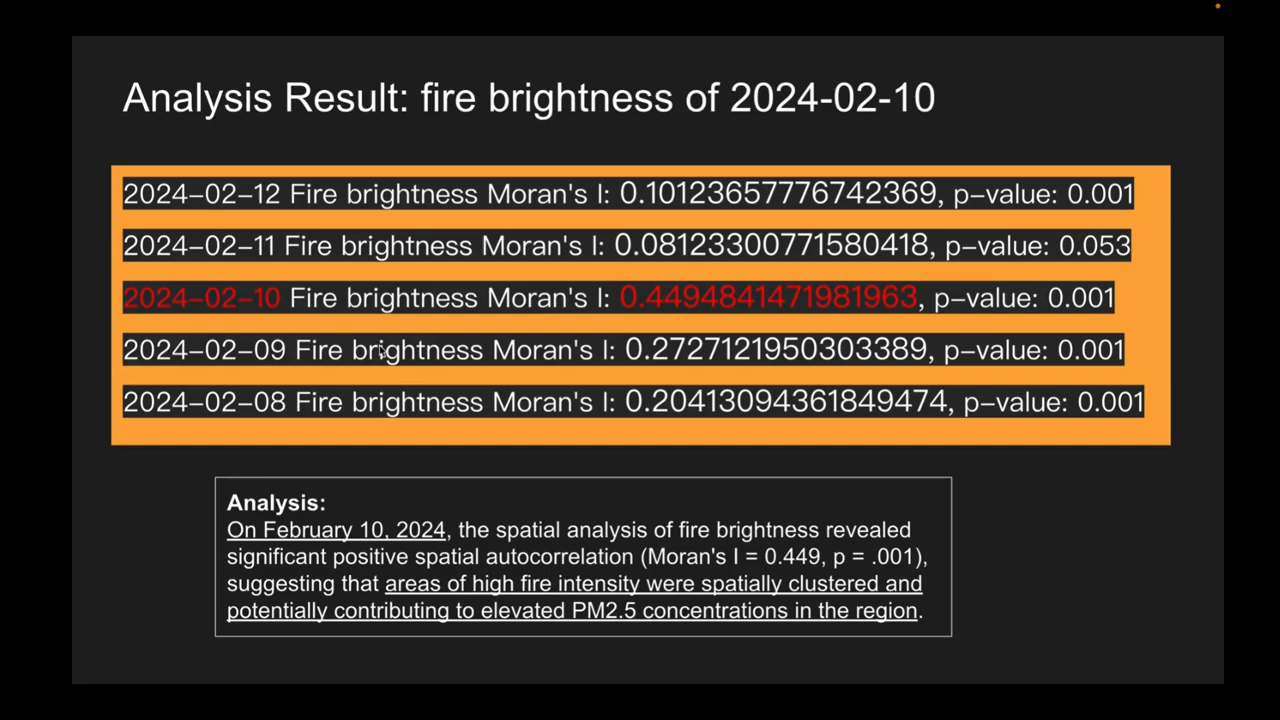 Analysis Result: fire brightness of 2024-02-10
2024–02–12 Fire brightness Moran's I: 0.10123657776742369, p–value: 0.001
2024–02–11 Fire brightness Moran's I: 0.08123300771580418, p–value: 0.053
2024–02–10 Fire brightness Moran's I: 0.4494841471981963, p–value: 0.001
2024–02–09 Fire brightness Moran's I: 0.2727121950303389, p–value: 0.001
2024–02–08 Fire brightness Moran's I: 0.20413094361849474, p–value: 0.001
Analysis:
On February 10, 2024, the spatial analysis of fire brightness revealed
significant positive spatial autocorrelation (Moran's I = 0.449, p = .001),
suggesting that areas of high fire intensity were spatially clustered and
potentially contributing to elevated PM2.5 concentrations in the region.